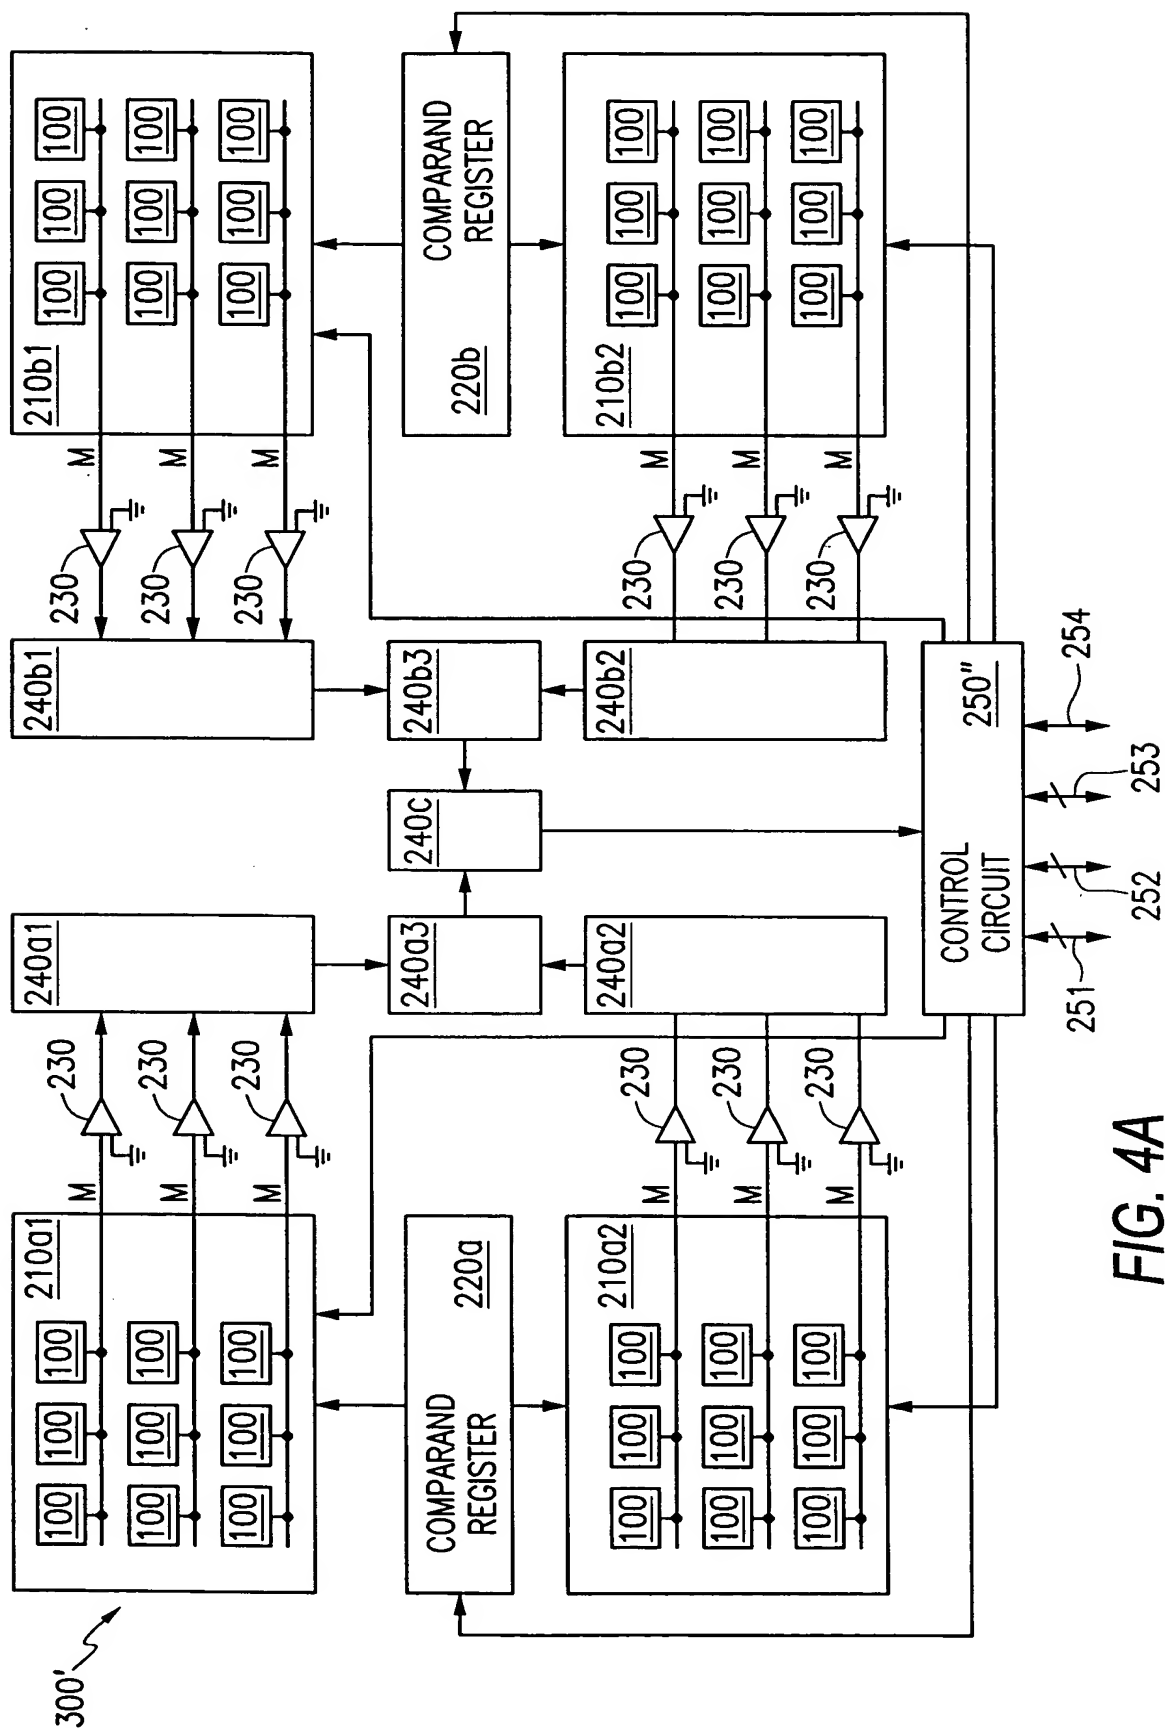 300'
210a1
100 100 100
100 100 100
100 100 100
M
M
M
230
230
230
240a1
240b1
230
230
230
M
M
M
210b1
100 100 100
100 100 100
100 100 100
COMPARAND
REGISTER
220a
240a3
240c
240b3
220b
COMPARAND
REGISTER
210a2
100 100 100
100 100 100
100 100 100
M
M
M
230
230
230
240a2
240b2
230
230
230
M
M
M
210b2
100 100 100
100 100 100
100 100 100
CONTROL
CIRCUIT
250"
251
252
253
254
FIG. 4A